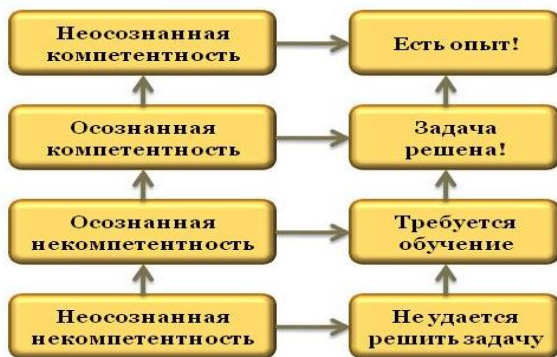 Неосознанная
компетентность
Есть опыт!
Осознанная
компетентность
Задача
решена!
Осознанная
некомпетентность
Требуется
обучение
Неосознанная
некомпетентность
Не удается
решить задачу